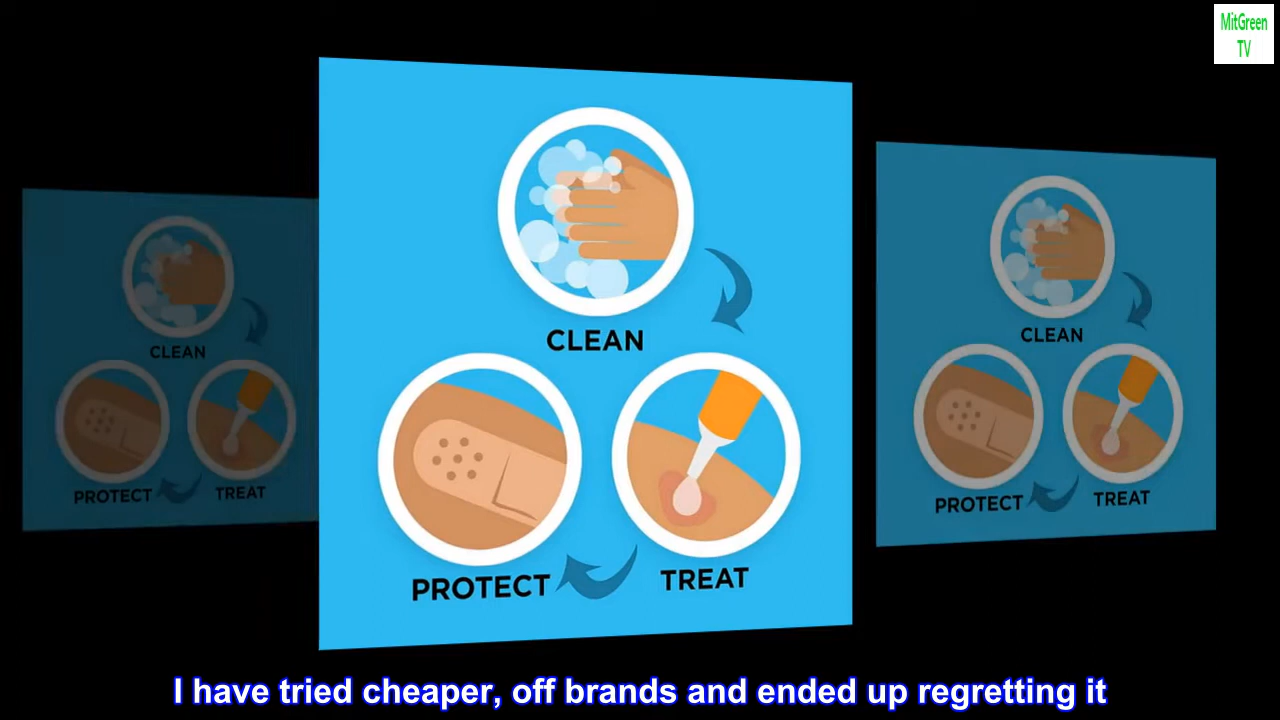 MitGreen
TV
CLEAN
PROTECT
TREAT
CLEAN
PROTECT
TREAT
CLEAN
PROTECT
TREAT
I have tried cheaper, off brands and ended up regretting it